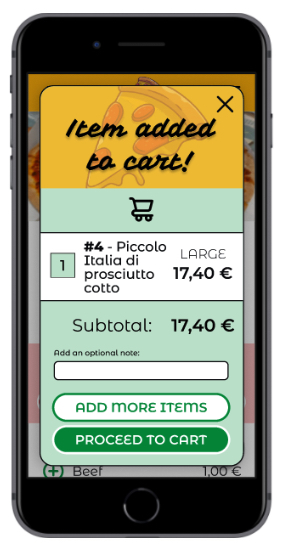 Item added
to cart!
1
#4 - Piccolo
Italia di
prosciutto
cotto
LARGE
17,40 €
Subtotal: 17,40 €
Add an optional note:
ADD MORE ITEMS
PROCEED TO CART
Beef 1,00 €